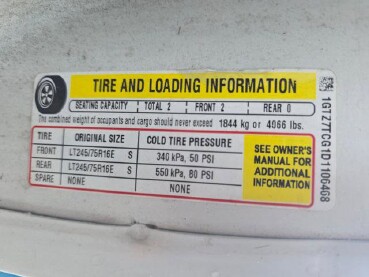 TIRE AND LOADING INFORMATION
SEATING CAPACITY TOTAL 2 FRONT 2 REAR 0
The combined weight of occupants and cargo should never exceed 1844 kg or 4066 lbs.
TIRE ORIGINAL SIZE COLD TIRE PRESSURE
FRONT LT245/75R16E S 340 kPa, 50 PSI
REAR LT245/75R16E S 550 kPa, 80 PSI
SPARE NONE NONE
SEE OWNER'S
MANUAL FOR
ADDITIONAL
INFORMATION
1GTZ7TCG1D1106468